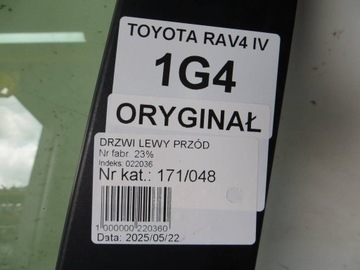 TOYOTA RAV4 IV
1G4
ORYGINAŁ
DRZWI LEWY PRZÓD
Nr fabr. 23%
Indeks: 022036
Nr kat.: 171/048
1 000000 220360
Data: 2025/05/22